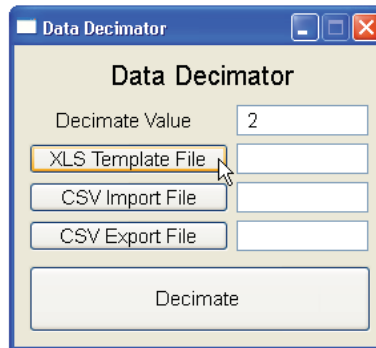 Data Decimator
Data Decimator
Decimate Value 2
XLS Template File
CSV Import File
CSV Export File
Decimate